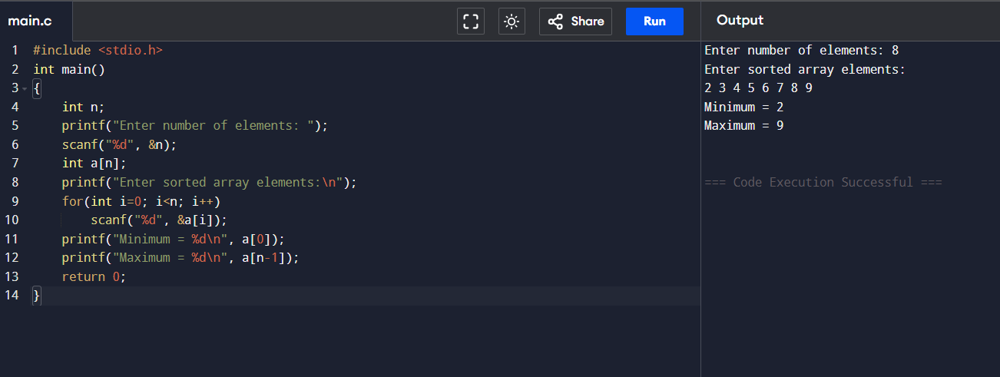 main.c
Share
Run
Output
1 #include <stdio.h>
2 int main()
3 {
4     int n;
5     printf("Enter number of elements: ");
6     scanf("%d", &n);
7     int a[n];
8     printf("Enter sorted array elements:\n");
9     for(int i=0; i<n; i++)
10         scanf("%d", &a[i]);
11     printf("Minimum = %d\n", a[0]);
12     printf("Maximum = %d\n", a[n-1]);
13     return 0;
14 }
Enter number of elements: 8
Enter sorted array elements:
2 3 4 5 6 7 8 9
Minimum = 2
Maximum = 9
=== Code Execution Successful ===